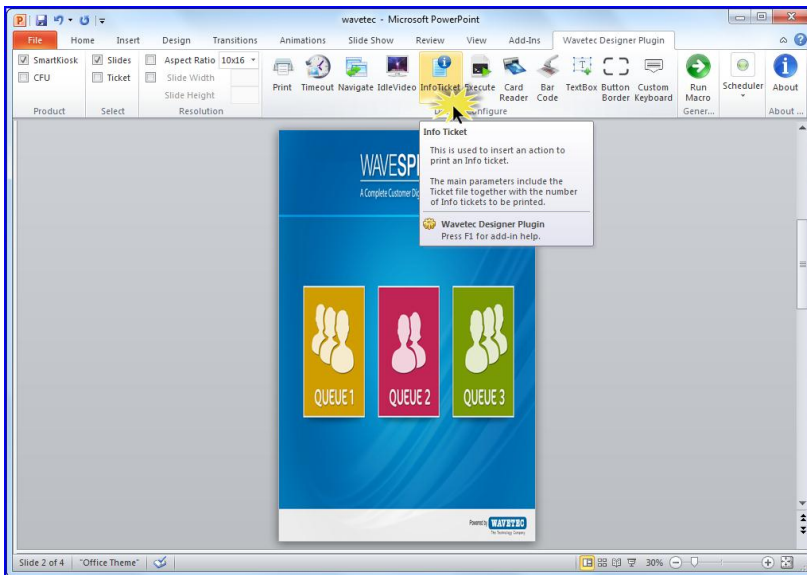 wavetec - Microsoft PowerPoint
File Home Insert Design Transitions Animations Slide Show Review View Add-Ins Wavetec Designer Plugin
SmartKiosk Slides Aspect Ratio 10x16
CFU Ticket Slide Width
Slide Height
Print Timeout Navigate IdleVideo InfoTicket Execute Card Reader Bar Code TextBox Button Border Custom Keyboard Run Macro Scheduler About
Product Select Resolution Gener... About ...
Info Ticket
This is used to insert an action to
print an Info ticket.
The main parameters include the
Ticket file together with the number
of Info tickets to be printed.
Wavetec Designer Plugin
Press F1 for add-in help.
A Complete Customer
QUEUE 1 QUEUE 2 QUEUE 3
Powered by WAVETEC
The Technology Company
Slide 2 of 4 "Office Theme" 30%